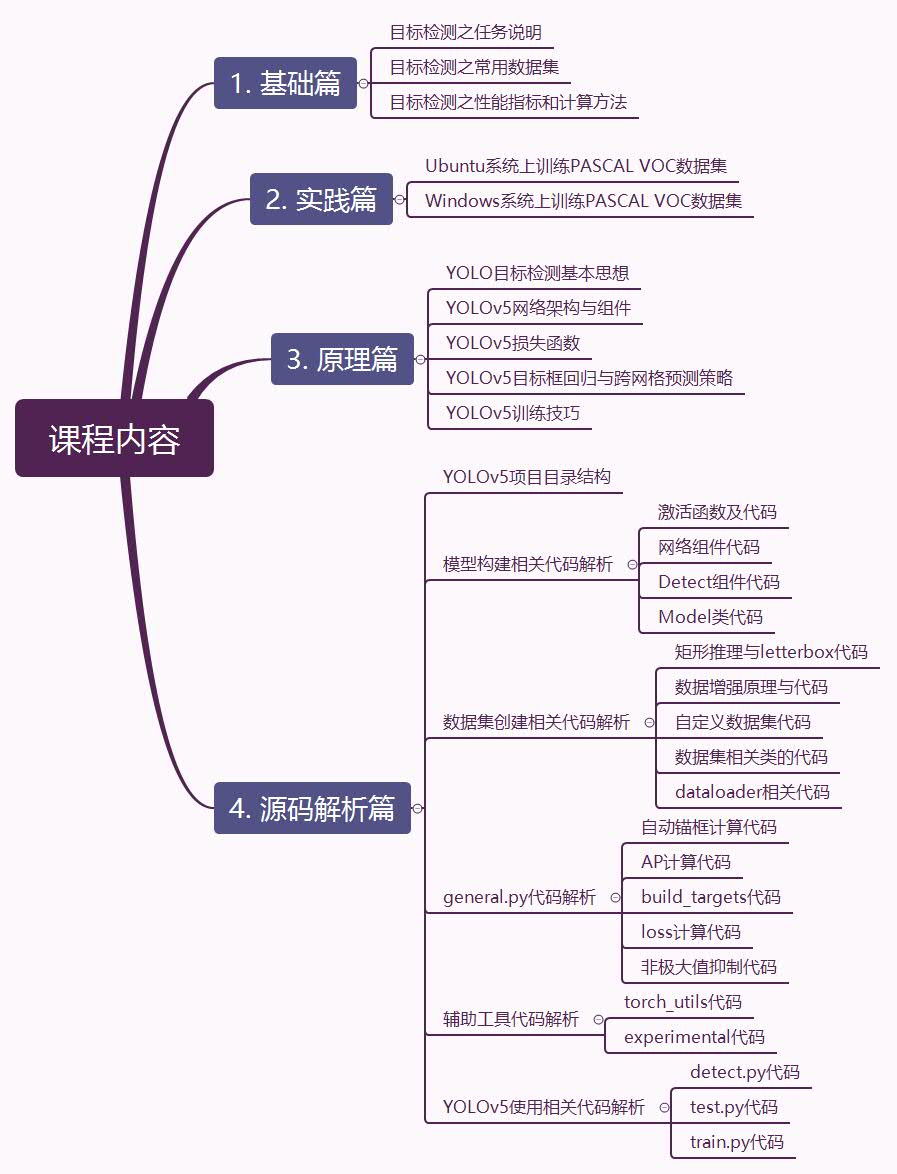 课程内容
1. 基础篇
目标检测之任务说明
目标检测之常用数据集
目标检测之性能指标和计算方法
2. 实践篇
Ubuntu系统上训练PASCAL VOC数据集
Windows系统上训练PASCAL VOC数据集
3. 原理篇
YOLO目标检测基本思想
YOLOv5网络架构与组件
YOLOv5损失函数
YOLOv5目标框回归与跨网格预测策略
YOLOv5训练技巧
4. 源码解析篇
YOLOv5项目目录结构
模型构建相关代码解析
激活函数及代码
网络组件代码
Detect组件代码
Model类代码
数据集创建相关代码解析
矩形推理与letterbox代码
数据增强原理与代码
自定义数据集代码
数据集相关类的代码
dataloader相关代码
general.py代码解析
自动锚框计算代码
AP计算代码
build_targets代码
loss计算代码
非极大值抑制代码
辅助工具代码解析
torch_utils代码
experimental代码
YOLOv5使用相关代码解析
detect.py代码
test.py代码
train.py代码